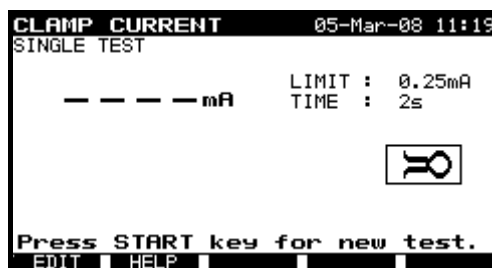 CLAMP CURRENT 05-Mar-08 11:19
SINGLE TEST
LIMIT : 0.25mA
----mA TIME : 2s
Press START key for new test.
EDIT HELP